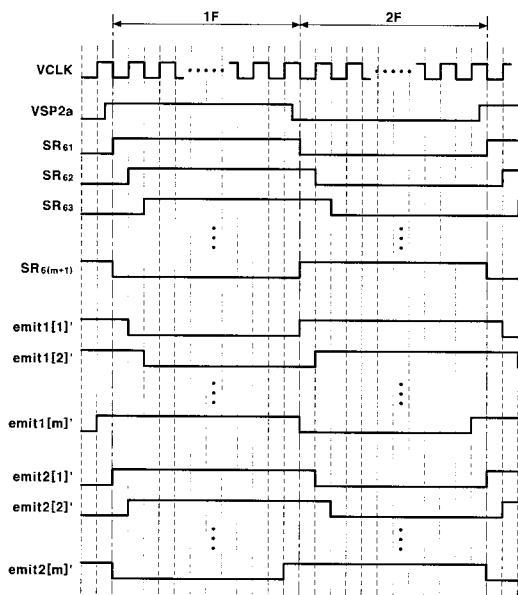 1F 2F
VCLK
VSP2a
SR61
SR62
SR63
SR6(m+1)
emit1[1]'
emit1[2]'
emit1[m]'
emit2[1]'
emit2[2]'
emit2[m]'